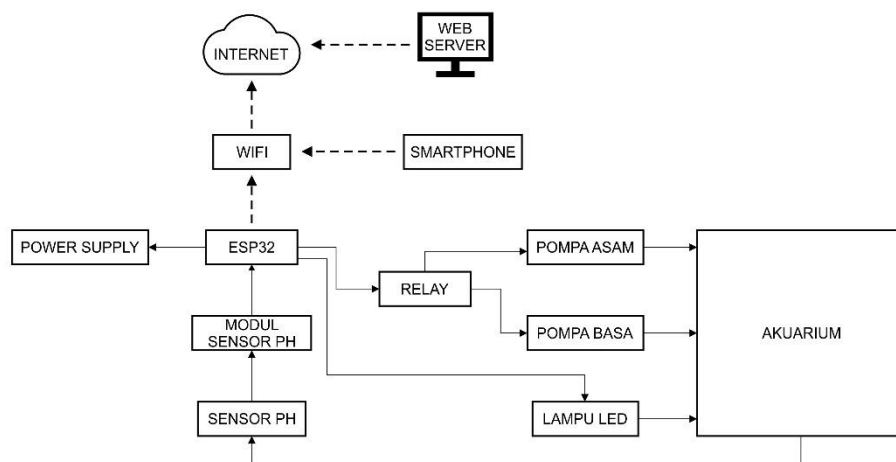 WEB
SERVER
INTERNET
WIFI
SMARTPHONE
POWER SUPPLY
ESP32
POMPA ASAM
RELAY
MODUL
SENSOR PH
POMPA BASA
AKUARIUM
SENSOR PH
LAMPU LED